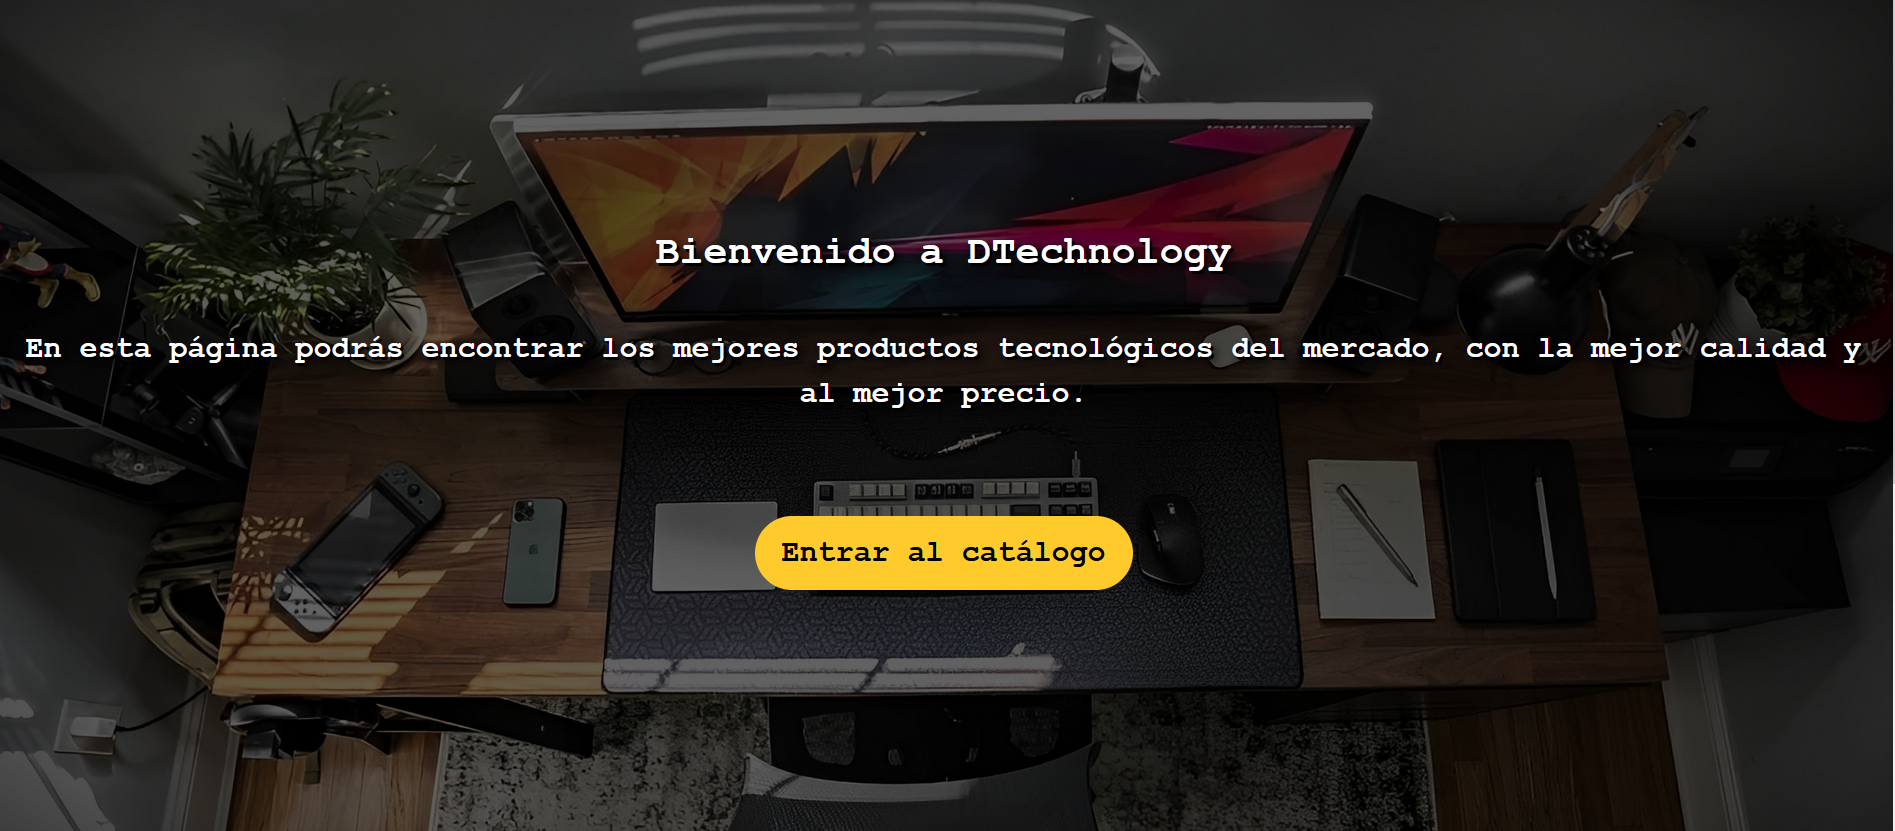 Bienvenido a DTechnology
En esta página podrás encontrar los mejores productos tecnológicos del mercado, con la mejor calidad y
al mejor precio.
Entrar al catálogo